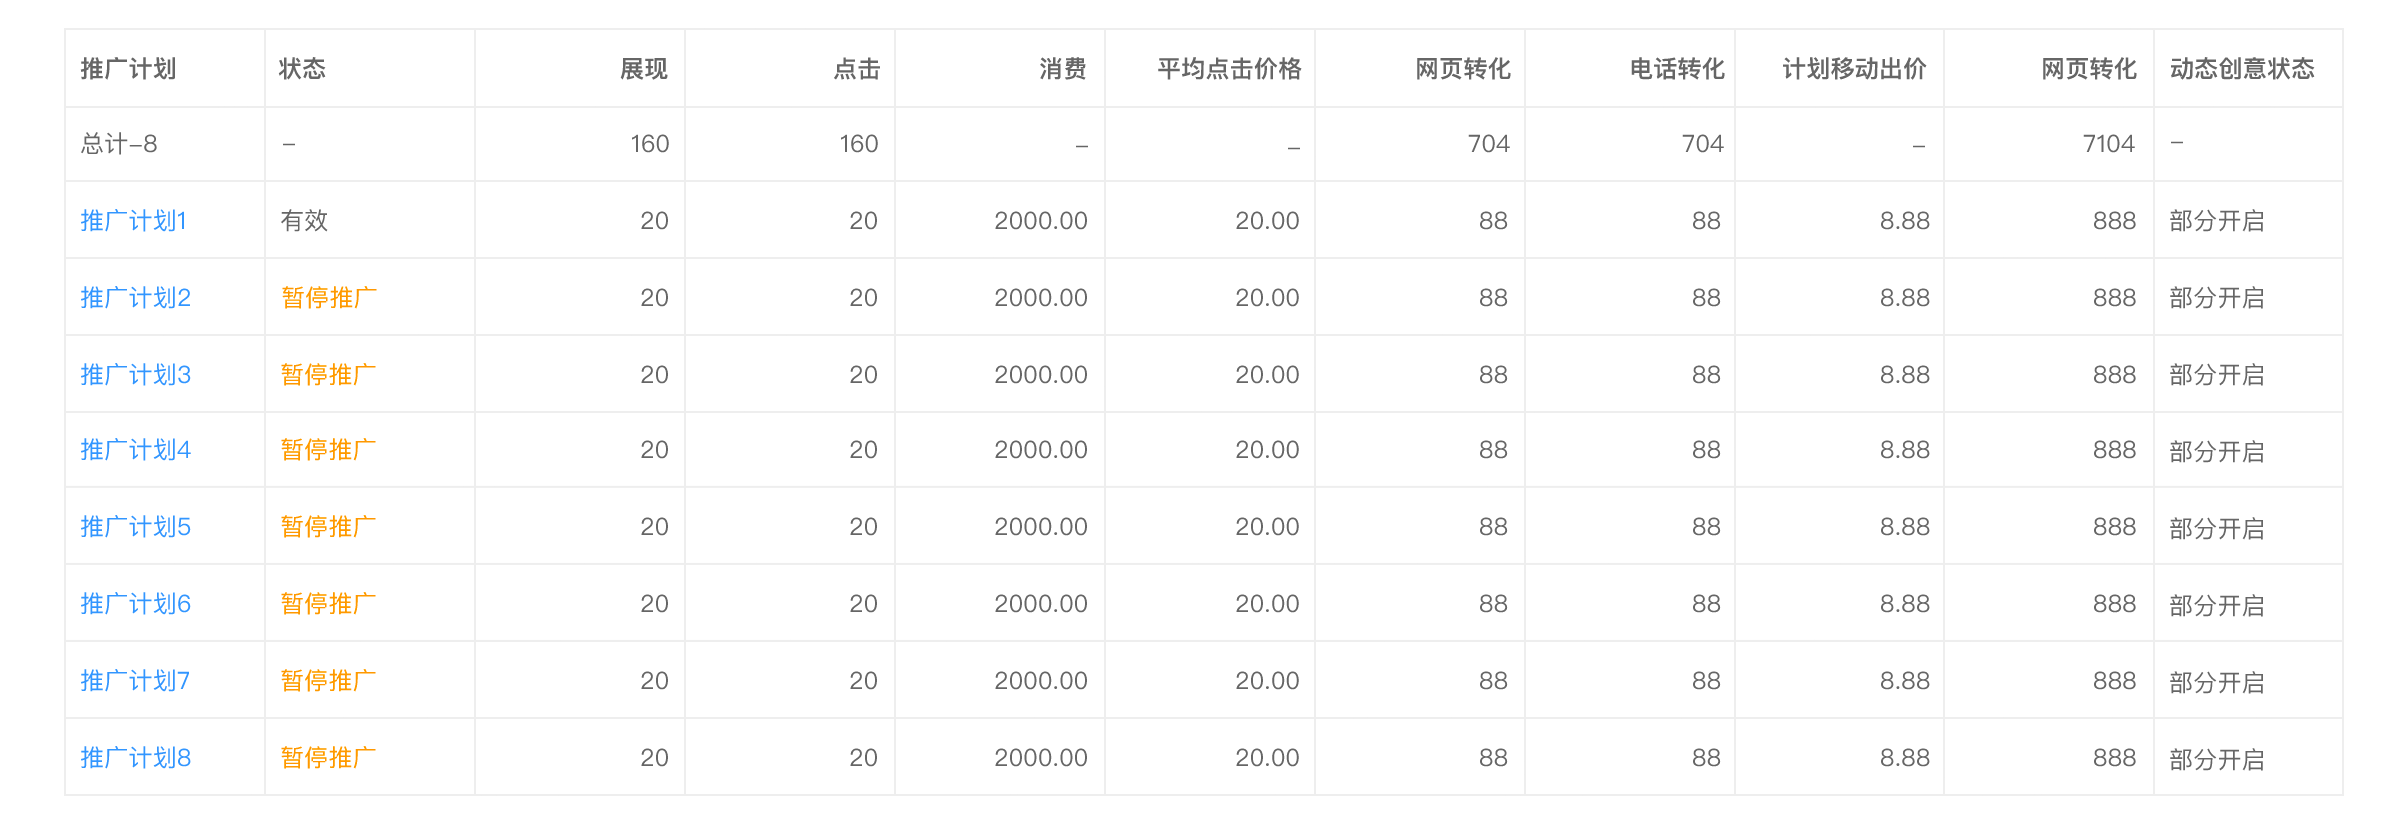 推广计划 状态 展现 点击 消费 平均点击价格 网页转化 电话转化 计划移动出价 网页转化 动态创意状态
总计-8 – 160 160 – – 704 704 – 7104 –
推广计划1 有效 20 20 2000.00 20.00 88 88 8.88 888 部分开启
推广计划2 暂停推广 20 20 2000.00 20.00 88 88 8.88 888 部分开启
推广计划3 暂停推广 20 20 2000.00 20.00 88 88 8.88 888 部分开启
推广计划4 暂停推广 20 20 2000.00 20.00 88 88 8.88 888 部分开启
推广计划5 暂停推广 20 20 2000.00 20.00 88 88 8.88 888 部分开启
推广计划6 暂停推广 20 20 2000.00 20.00 88 88 8.88 888 部分开启
推广计划7 暂停推广 20 20 2000.00 20.00 88 88 8.88 888 部分开启
推广计划8 暂停推广 20 20 2000.00 20.00 88 88 8.88 888 部分开启